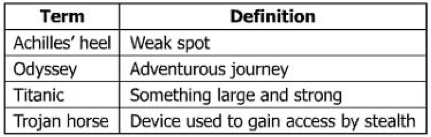 Term Definition
Achilles' heel Weak spot
Odyssey Adventurous journey
Titanic Something large and strong
Trojan horse Device used to gain access by stealth